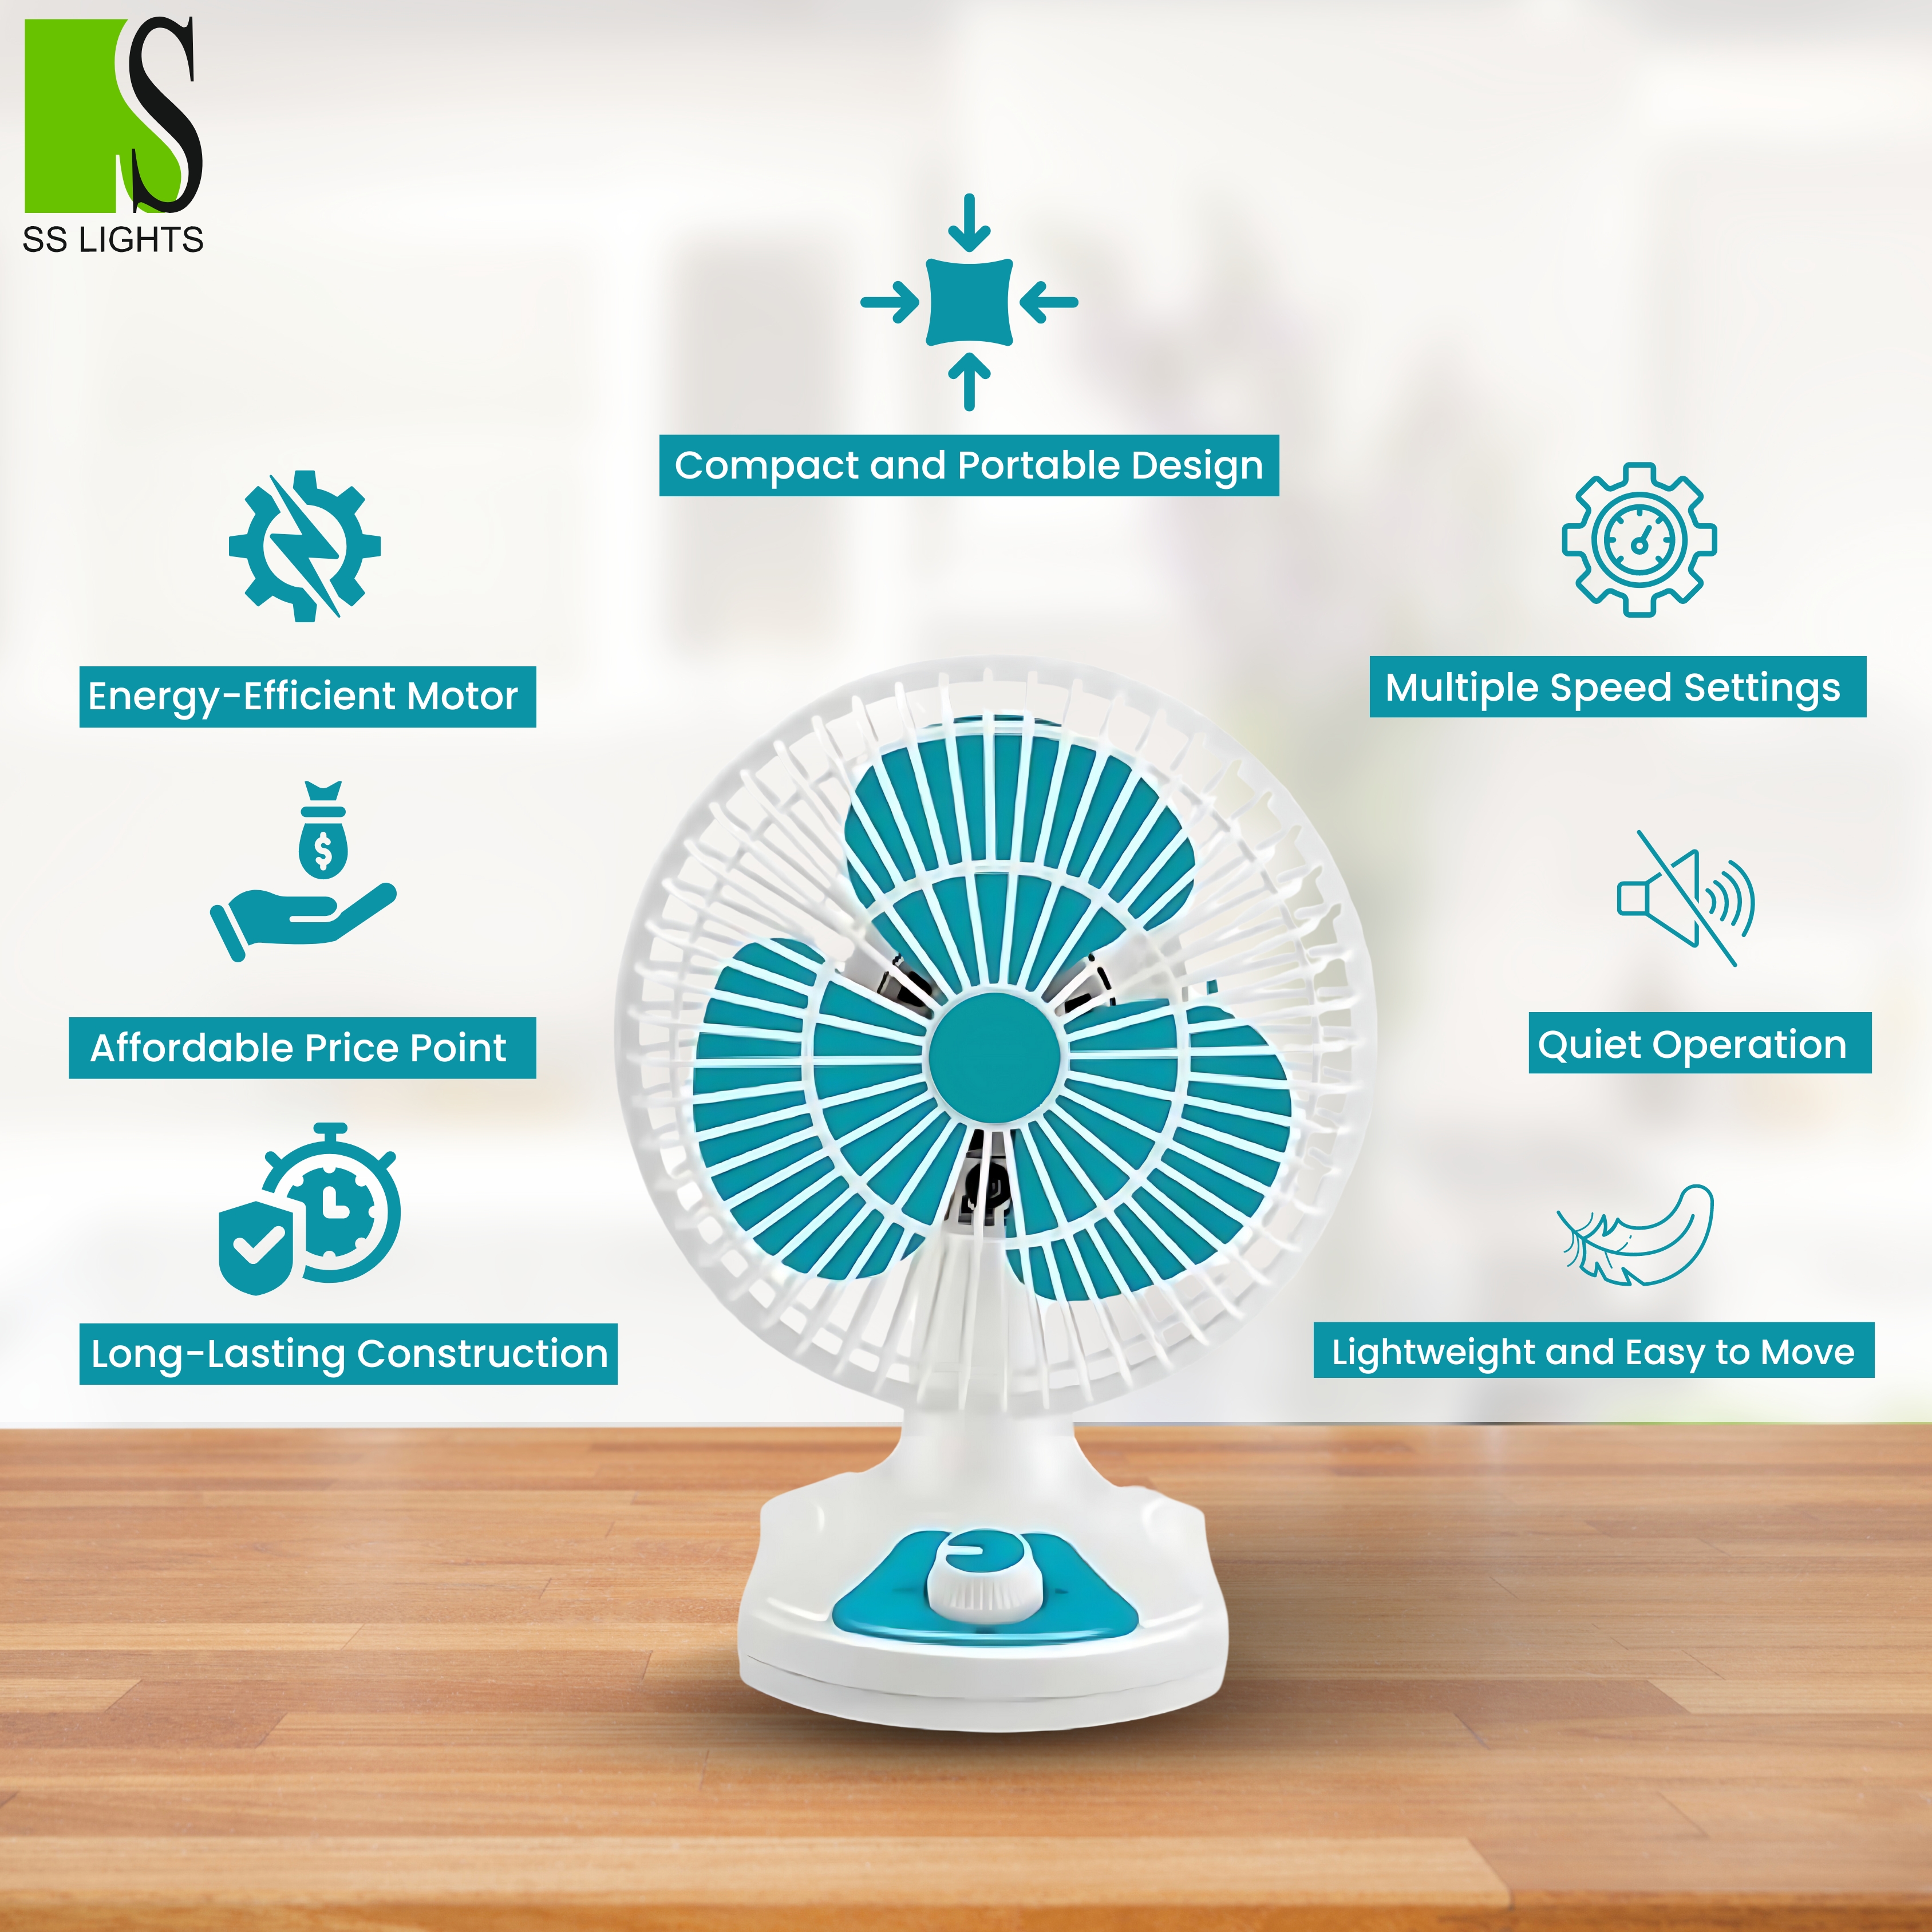 SS LIGHTS
Compact and Portable Design
Energy-Efficient Motor
Multiple Speed Settings
Affordable Price Point
Quiet Operation
Long-Lasting Construction
Lightweight and Easy to Move